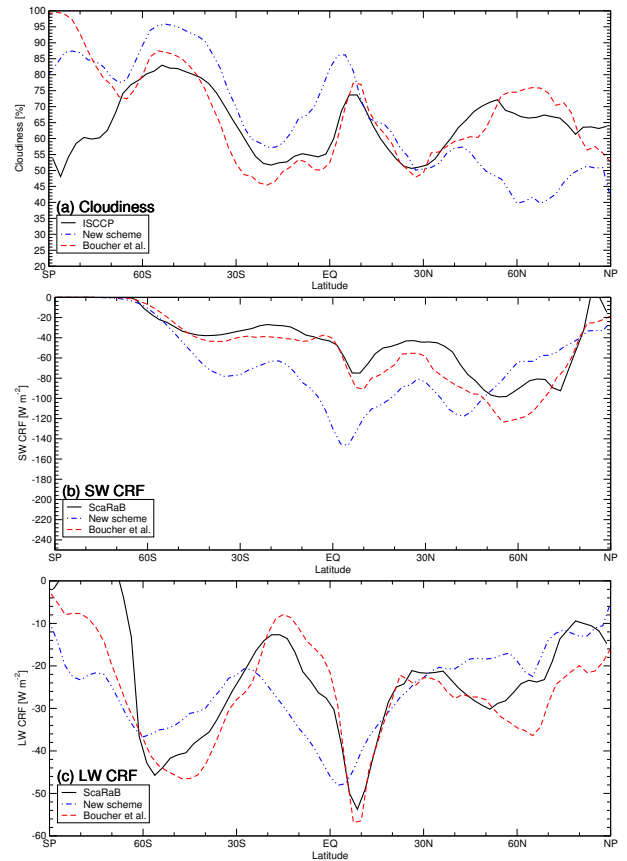 100
95
90
85
80
75
70
65
60
55
50
45
40
35
30
25
20
Cloudiness [%]
(a) Cloudiness
ISCCP
New scheme
Boucher et al.
SP 60S 30S EQ 30N 60N NP
Latitude
0
-20
-40
-60
-80
-100
-120
-140
-160
-180
-200
-220
-240
SW CRF [W m-2]
(b) SW CRF
ScaRaB
New scheme
Boucher et al.
SP 60S 30S EQ 30N 60N NP
Latitude
0
-10
-20
-30
-40
-50
-60
LW CRF [W m-2]
(c) LW CRF
ScaRaB
New scheme
Boucher et al.
SP 60S 30S EQ 30N 60N NP
Latitude